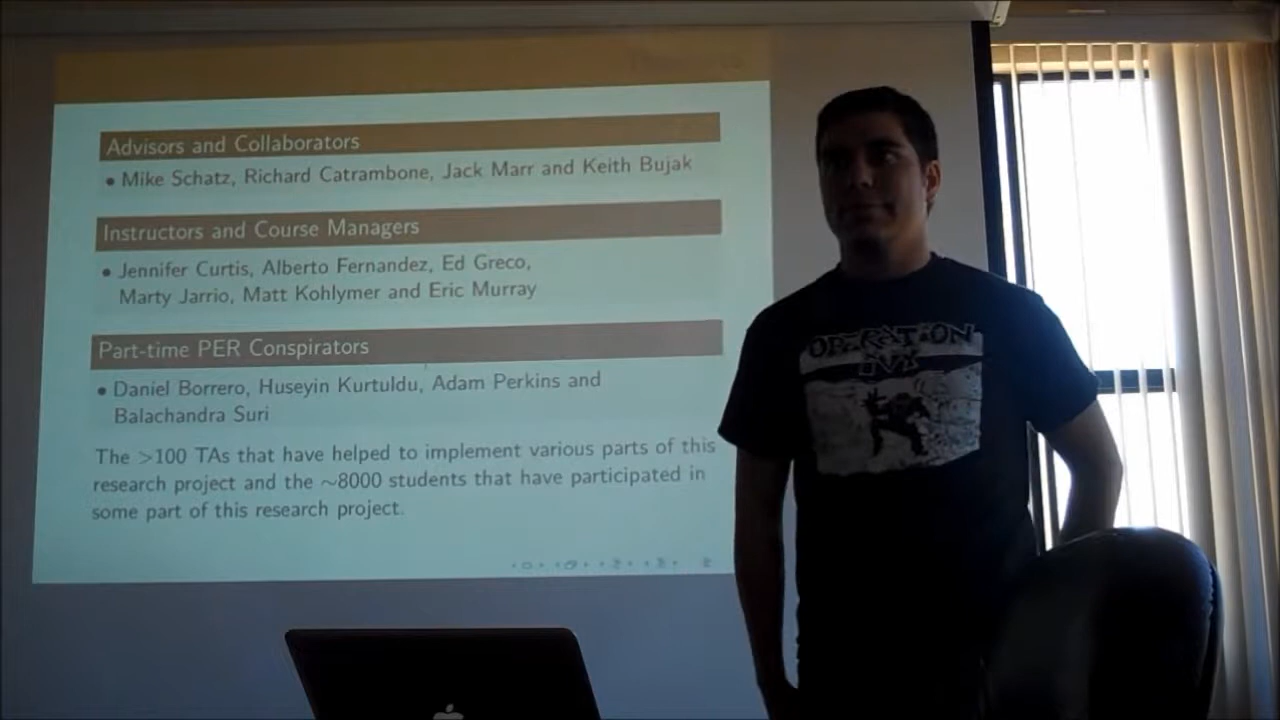 Advisors and Collaborators
• Mike Schatz, Richard Catrambone, Jack Marr and Keith Bujak
Instructors and Course Managers
• Jennifer Curtis, Alberto Fernandez, Ed Greco,
Marty Jarrio, Matt Kohlymer and Eric Murray
Part-time PER Conspirators
• Daniel Borrero, Huseyin Kurtuldu, Adam Perkins and
Balachandra Suri
The >100 TAs that have helped to implement various parts of this
research project and the ~8000 students that have participated in
some part of this research project.
OPERATION
IVY